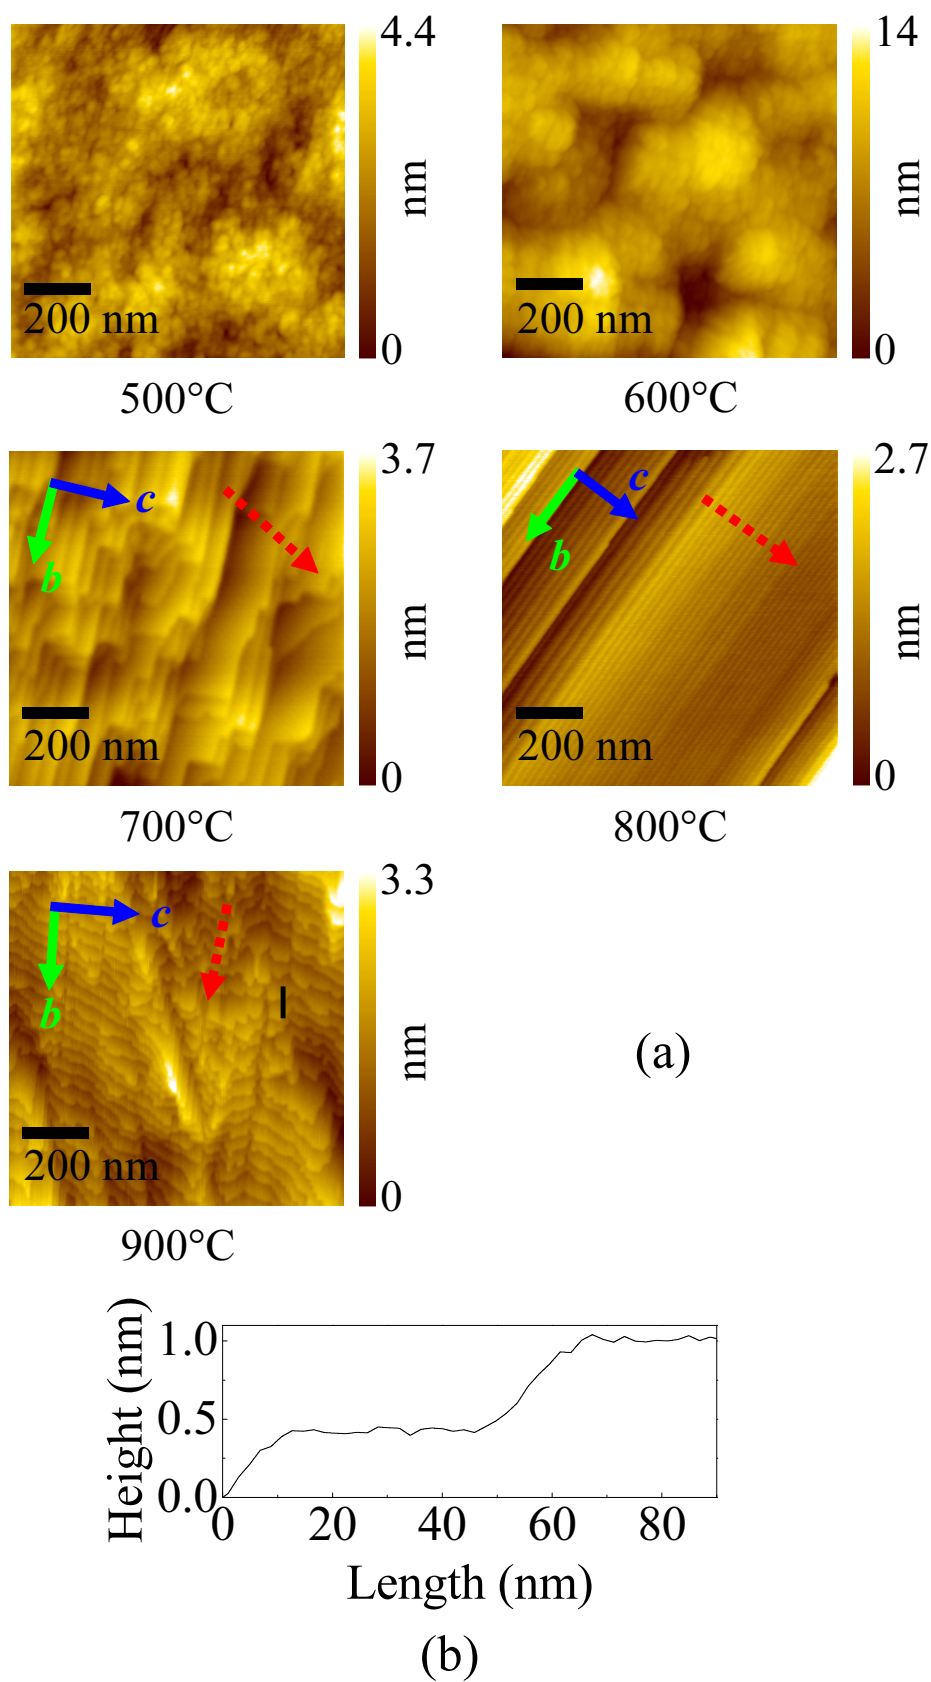 4.4
nm
200 nm
0
500°C
14
nm
200 nm
0
600°C
3.7
c
b
nm
200 nm
0
700°C
2.7
c
b
nm
200 nm
0
800°C
3.3
c
b
nm
200 nm
0
900°C
(a)
Height (nm)
1.0
0.5
0.0
0 20 40 60 80
Length (nm)
(b)